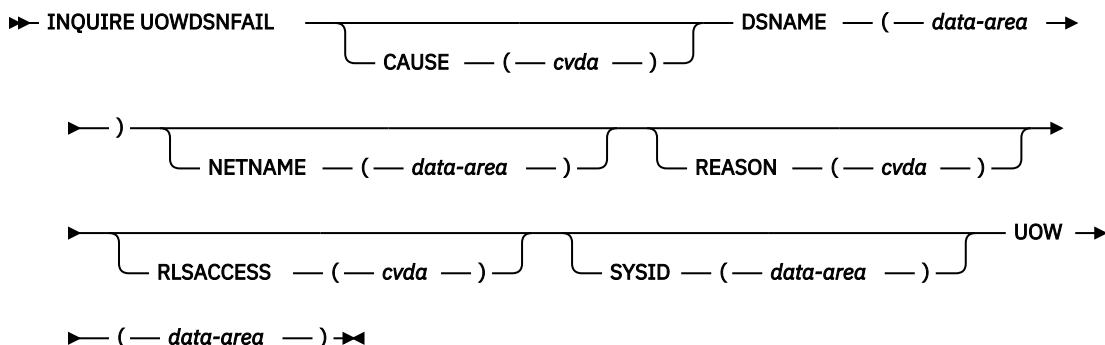 INQUIRE UOWDSNFAIL DSNAME ( data-area
CAUSE ( cvda )
)
NETNAME ( data-area ) REASON ( cvda )
UOW
RLSACCESS ( cvda ) SYSID ( data-area )
( data-area )